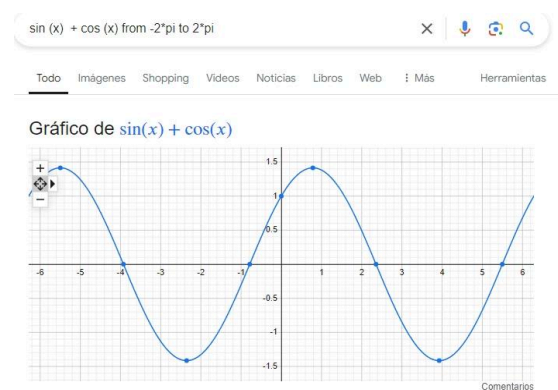 sin (x) + cos (x) from -2*pi to 2*pi
Todo Imágenes Shopping Videos Noticias Libros Web Más Herramientas
Gráfico de sin(x) + cos(x)
1.5
1
0.5
-6 -5 -4 -3 -2 -1 1 2 3 4 5 6
-0.5
-1
-1.5
Comentarios